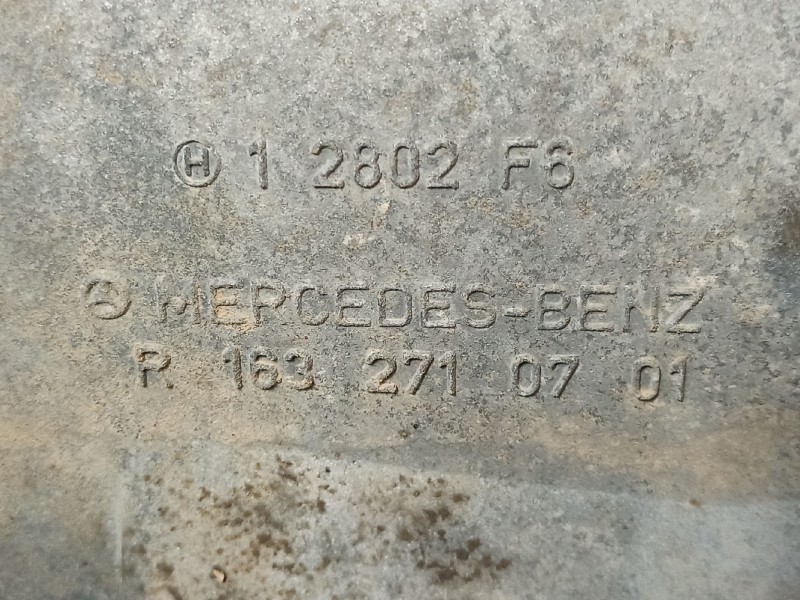 H 1 2802 F6
MERCEDES-BENZ
R 163 271 07 01